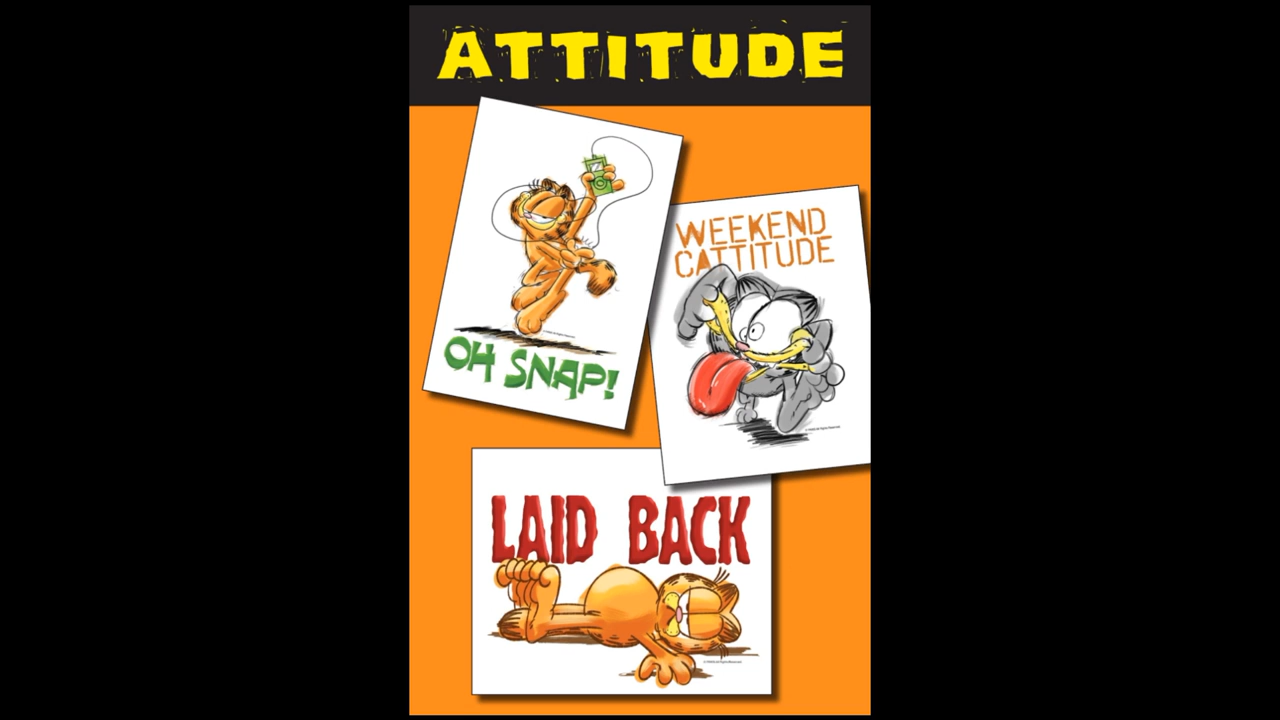 ATTITUDE
OH SNAP!
WEEKEND
CATTITUDE
LAID BACK